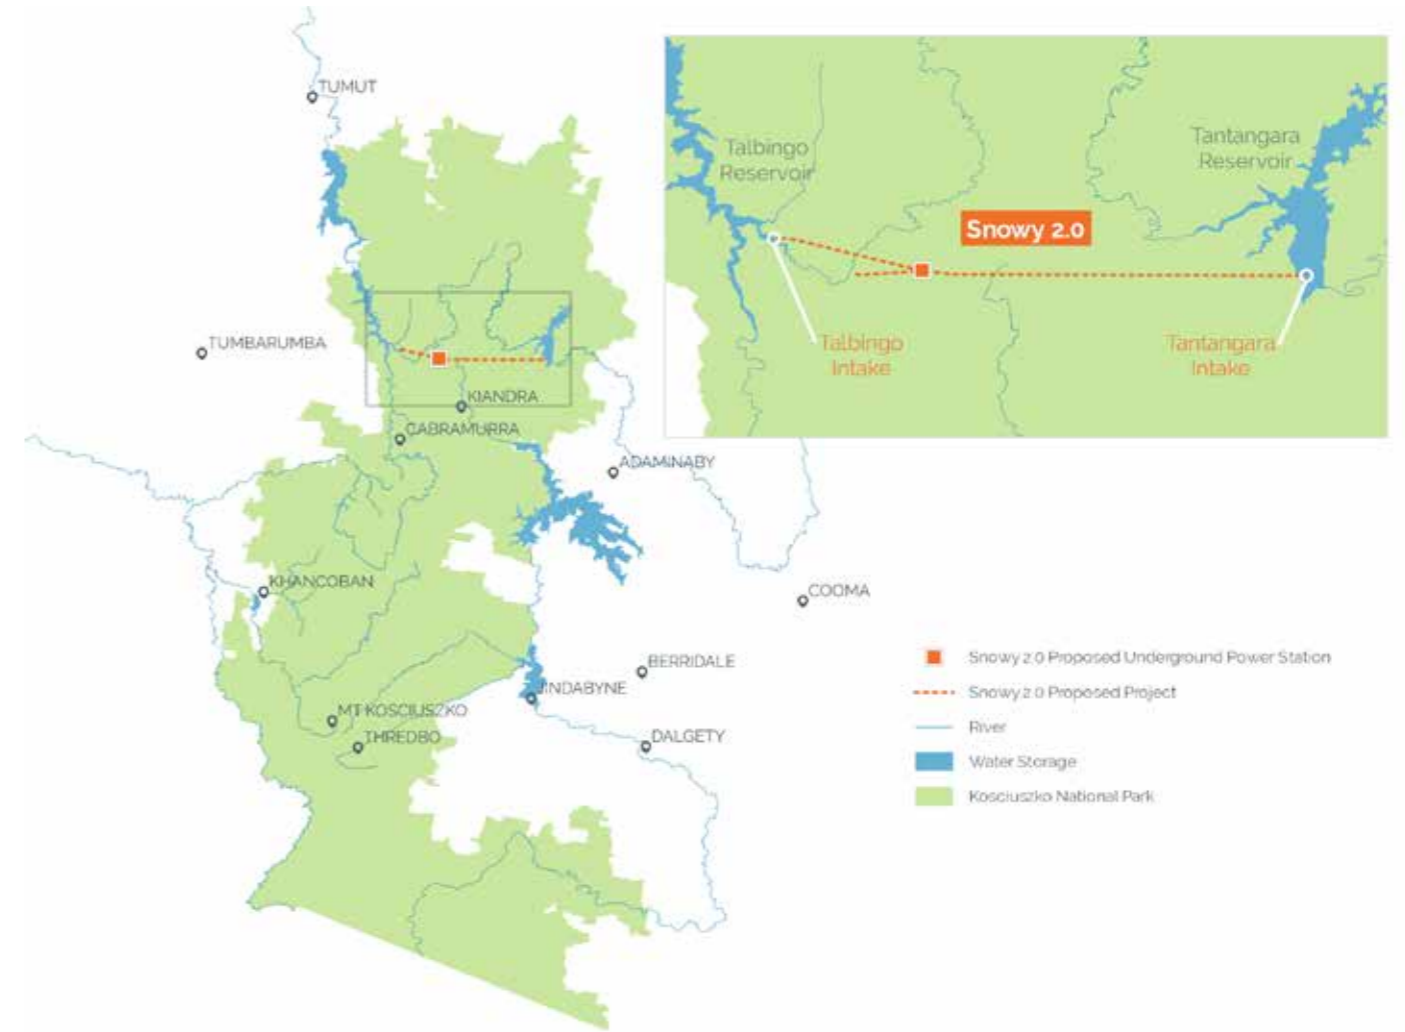 TUMUT
Talbingo
Reservoir
Tantangara
Reservoir
Snowy 2.0
TUMBARUMBA
Talbingo
Intake
Tantangara
Intake
KIANDRA
CABRAMURRA
ADAMINABY
KHANCOBAN
COOMA
BERRIDALE
JINDABYNE
MT KOSCIUSZKO
THREDBO
DALGETY
Snowy 2.0 Proposed Underground Power Station
Snowy 2.0 Proposed Project
River
Water Storage
Kosciuszko National Park